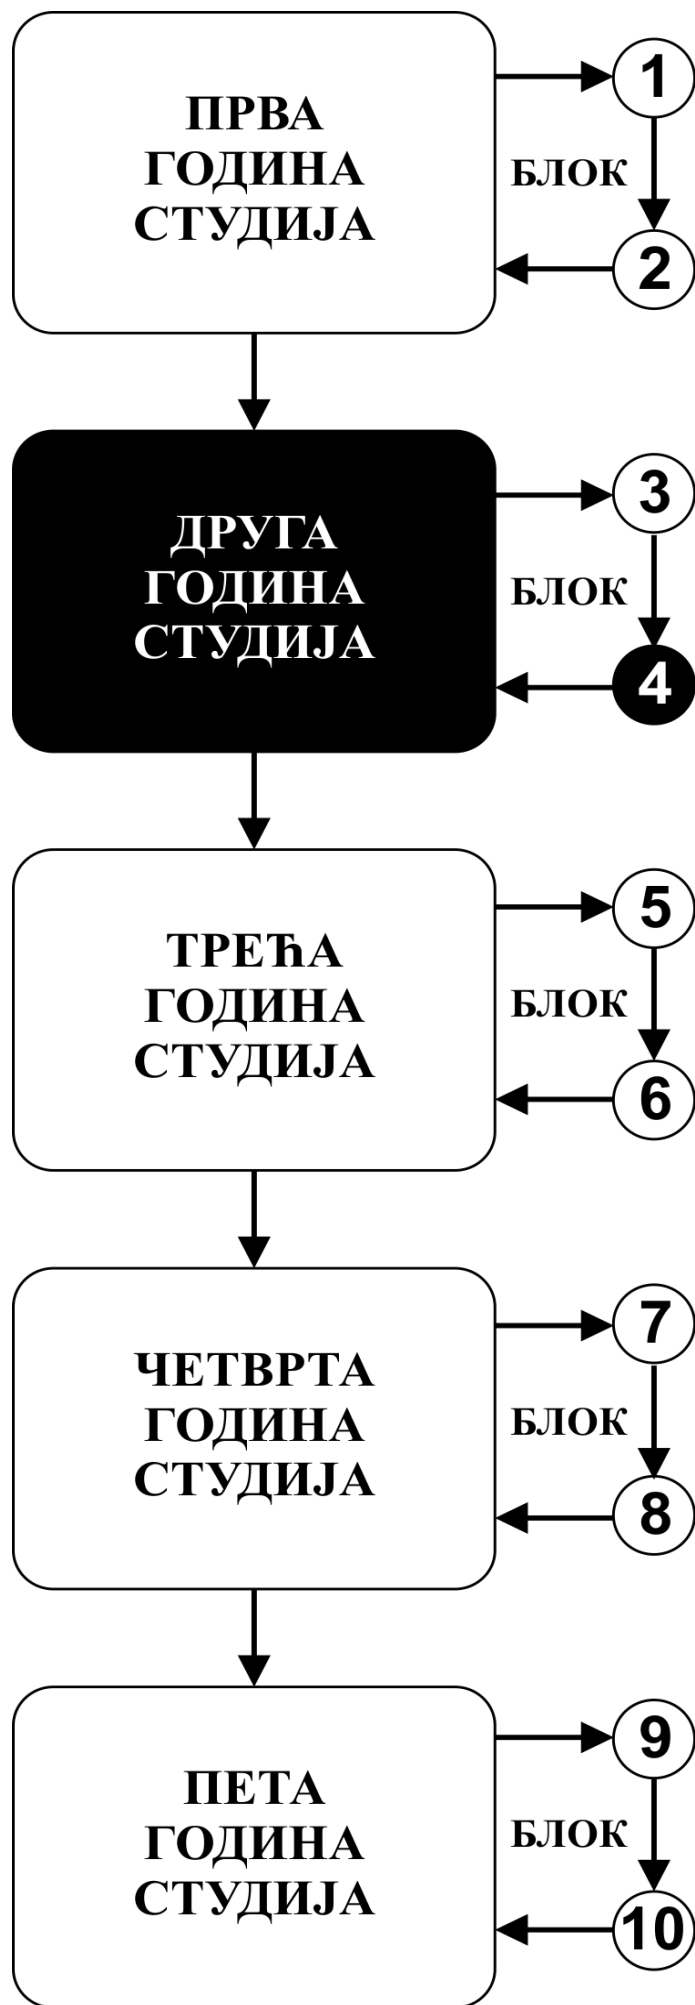 ПРВА
ГОДИНА
СТУДИЈА
1
БЛОК
2
ДРУГА
ГОДИНА
СТУДИЈА
3
БЛОК
4
ТРЕЋА
ГОДИНА
СТУДИЈА
5
БЛОК
6
ЧЕТВРТА
ГОДИНА
СТУДИЈА
7
БЛОК
8
ПЕТА
ГОДИНА
СТУДИЈА
9
БЛОК
10